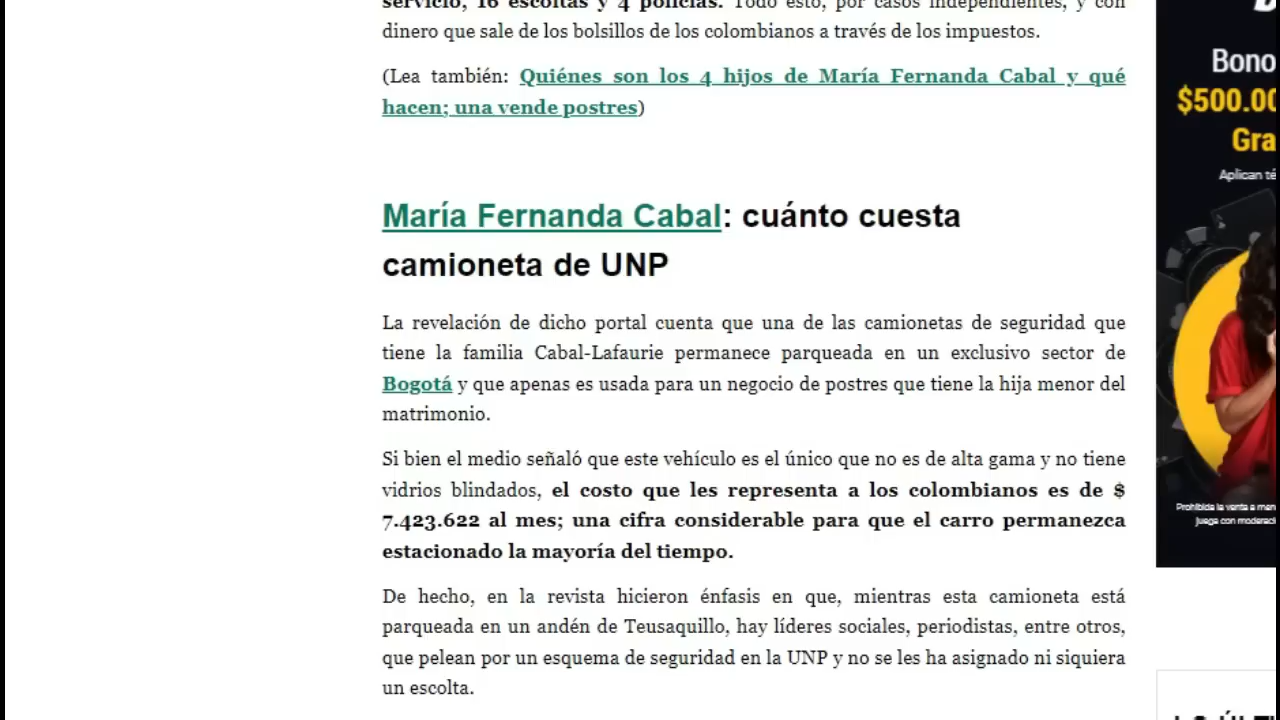 servicio, 16 escoltas y 4 policías. Todo esto, por casos independientes, y con
dinero que sale de los bolsillos de los colombianos a través de los impuestos.
(Lea también: Quiénes son los 4 hijos de María Fernanda Cabal y qué
hacen; una vende postres)
María Fernanda Cabal: cuánto cuesta
camioneta de UNP
La revelación de dicho portal cuenta que una de las camionetas de seguridad que
tiene la familia Cabal-Lafaurie permanece parqueada en un exclusivo sector de
Bogotá y que apenas es usada para un negocio de postres que tiene la hija menor del
matrimonio.
Si bien el medio señaló que este vehículo es el único que no es de alta gama y no tiene
vidrios blindados, el costo que les representa a los colombianos es de $
7.423.622 al mes; una cifra considerable para que el carro permanezca
estacionado la mayoría del tiempo.
De hecho, en la revista hicieron énfasis en que, mientras esta camioneta está
parqueada en un andén de Teusaquillo, hay líderes sociales, periodistas, entre otros,
que pelean por un esquema de seguridad en la UNP y no se les ha asignado ni siquiera
un escolta.
Bono
$500.00
Gra
Aplican té
Prohibida la venta a men
juega con moderaci